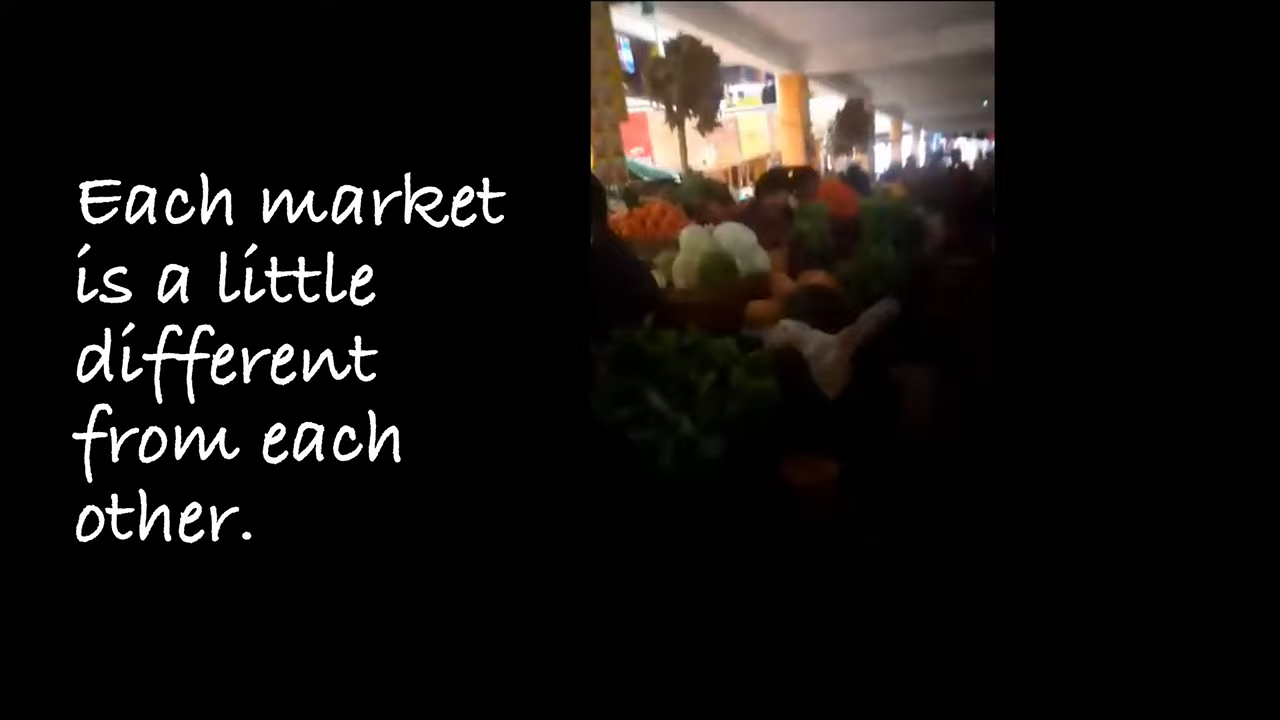 Each market
is a little
different
from each
other.